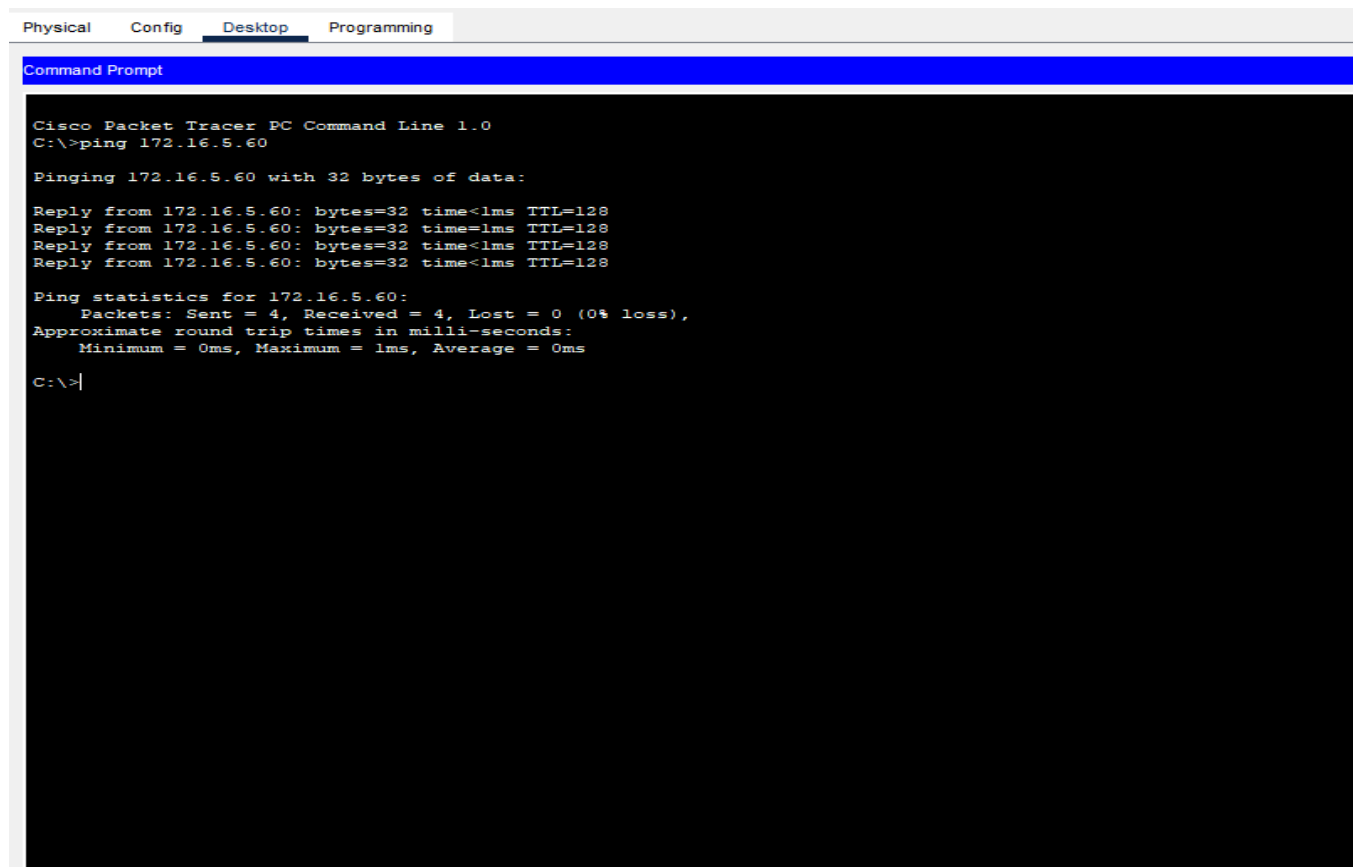 Physical Config Desktop Programming
Command Prompt
Cisco Packet Tracer PC Command Line 1.0
C:\>ping 172.16.5.60
Pinging 172.16.5.60 with 32 bytes of data:
Reply from 172.16.5.60: bytes=32 time<1ms TTL=128
Reply from 172.16.5.60: bytes=32 time=1ms TTL=128
Reply from 172.16.5.60: bytes=32 time<1ms TTL=128
Reply from 172.16.5.60: bytes=32 time<1ms TTL=128
Ping statistics for 172.16.5.60:
Packets: Sent = 4, Received = 4, Lost = 0 (0% loss),
Approximate round trip times in milli-seconds:
Minimum = 0ms, Maximum = 1ms, Average = 0ms
C:\>